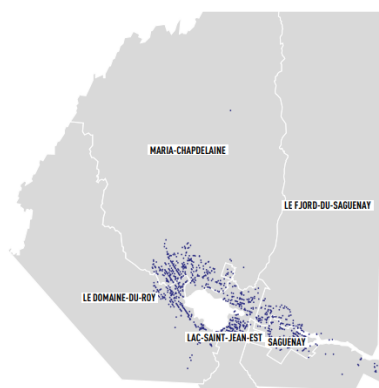 MARIA-CHAPDELAINE
LE FJORD-DU-SAGUENAY
LE DOMAINE-DU-ROY
LAC-SAINT-JEAN-EST
SAGUENAY